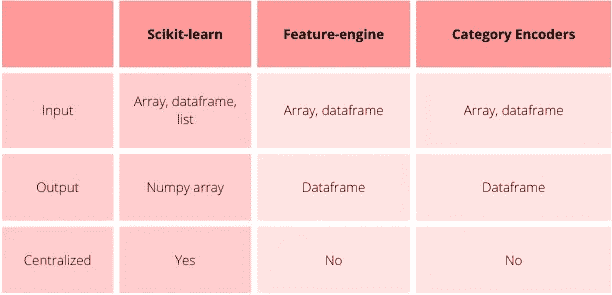 Scikit-learn Feature-engine Category Encoders
Input Array, dataframe, list Array, dataframe Array, dataframe
Output Numpy array Dataframe Dataframe
Centralized Yes No No